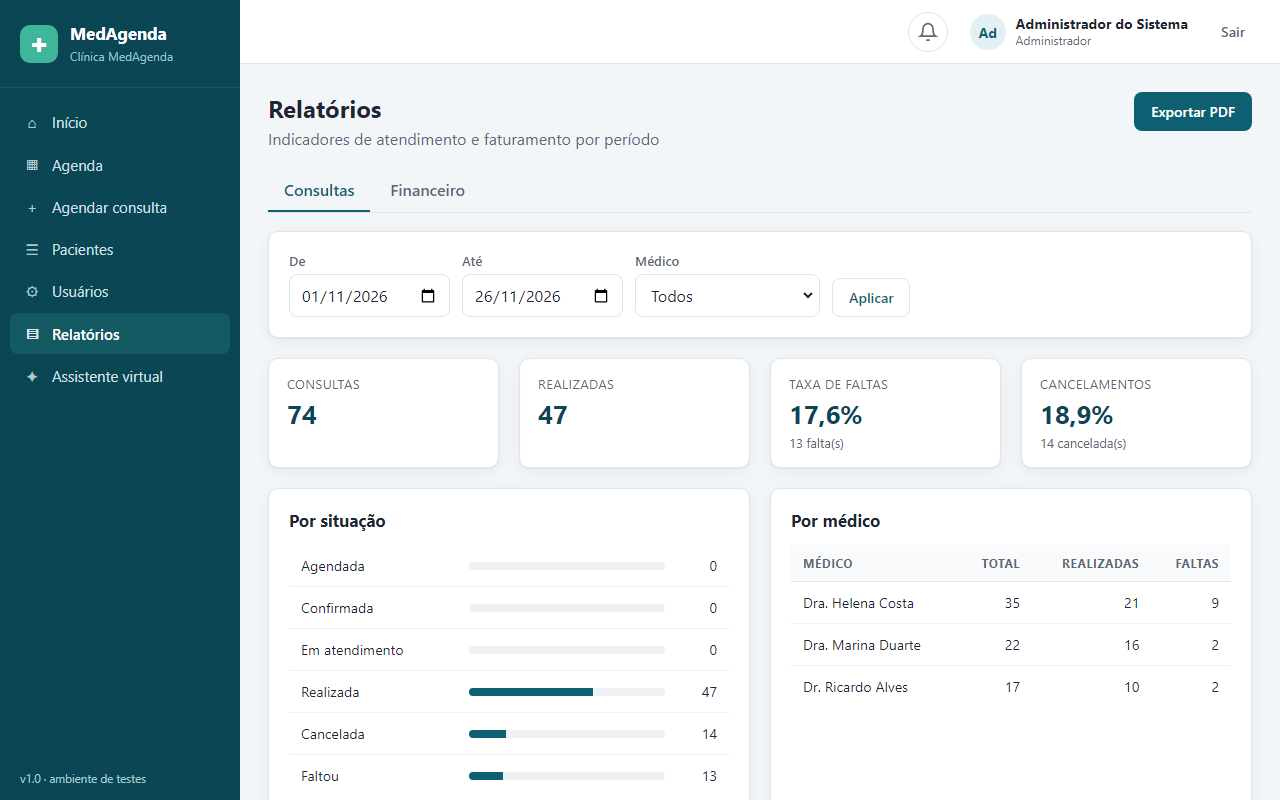 MedAgenda
Clínica MedAgenda
Início
Agenda
Agendar consulta
Pacientes
Usuários
Relatórios
Assistente virtual
v1.0 · ambiente de testes
Ad
Administrador do Sistema
Administrador
Sair
Relatórios
Indicadores de atendimento e faturamento por período
Exportar PDF
Consultas Financeiro
De Até Médico
01/11/2026 26/11/2026 Todos Aplicar
CONSULTAS
74
REALIZADAS
47
TAXA DE FALTAS
17,6%
13 falta(s)
CANCELAMENTOS
18,9%
14 cancelada(s)
Por situação
Agendada 0
Confirmada 0
Em atendimento 0
Realizada 47
Cancelada 14
Faltou 13
Por médico
MÉDICO TOTAL REALIZADAS FALTAS
Dra. Helena Costa 35 21 9
Dra. Marina Duarte 22 16 2
Dr. Ricardo Alves 17 10 2